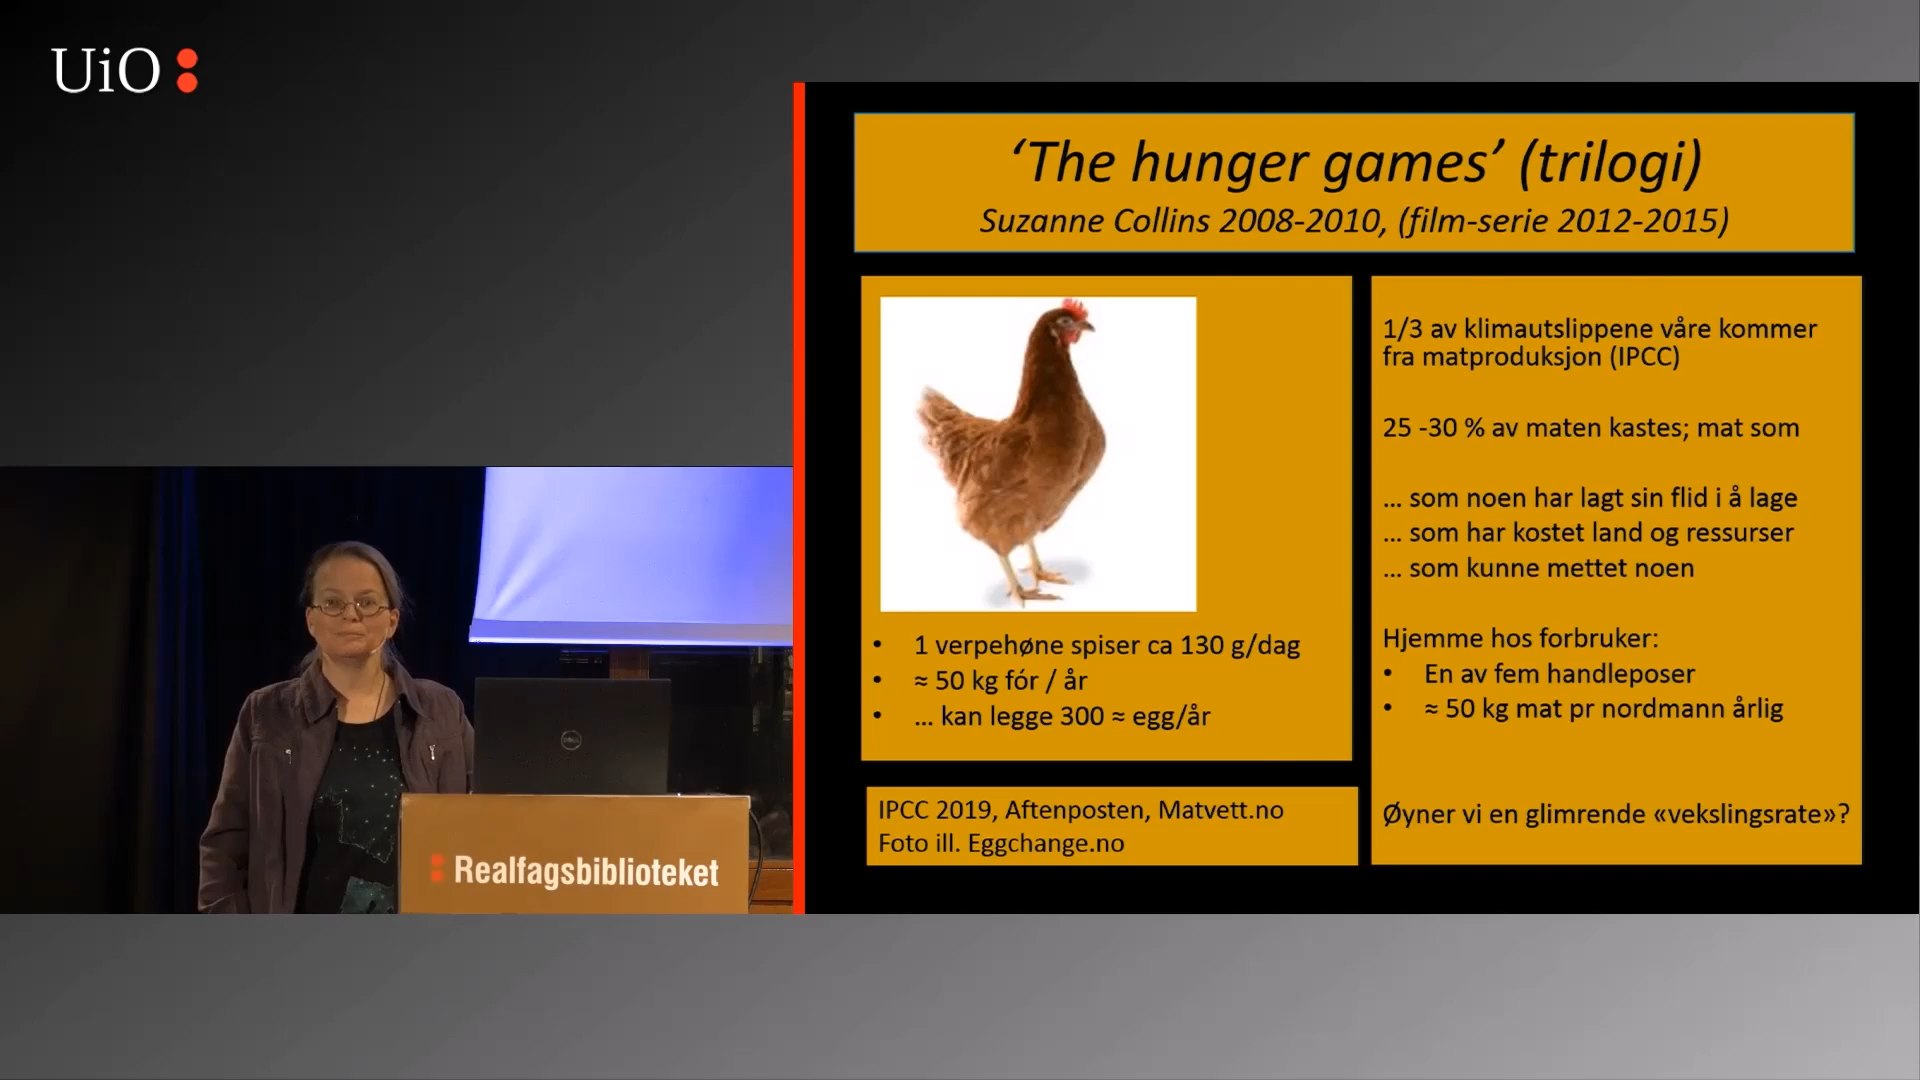 UiO
‘The hunger games’ (trilogi)
Suzanne Collins 2008-2010, (film-serie 2012-2015)
• 1 verpehøne spiser ca 130 g/dag
• ≈ 50 kg fór / år
• ... kan legge 300 ≈ egg/år
IPCC 2019, Aftenposten, Matvett.no
Foto ill. Eggchange.no
1/3 av klimautslippene våre kommer
fra matproduksjon (IPCC)
25 -30 % av maten kastes; mat som
... som noen har lagt sin flid i å lage
... som har kostet land og ressurser
... som kunne mettet noen
Hjemme hos forbruker:
• En av fem handleposer
• ≈ 50 kg mat pr nordmann årlig
Øyner vi en glimrende «vekslingsrate»?
DELL
Realfagsbiblioteket